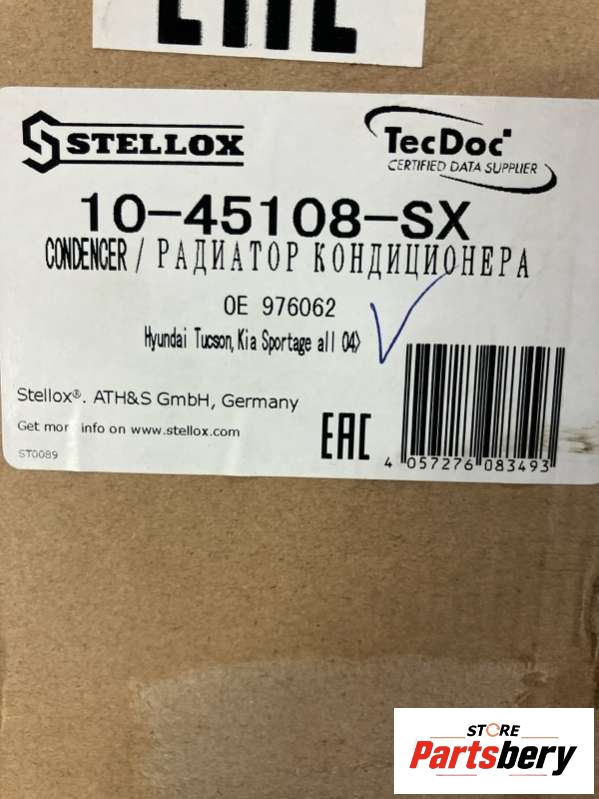 EAC
STELLOX
TecDoc
CERTIFIED DATA SUPPLIER
10-45108-SX
CONDENCER / РАДИАТОР КОНДИЦИОНЕРА
OE 976062
Hyundai Tucson, Kia Sportage all 04>
Stellox®. ATH&S GmbH, Germany
Get mor info on www.stellox.com
ST0089
EAC
4 057276 083493
STORE
Partsbery